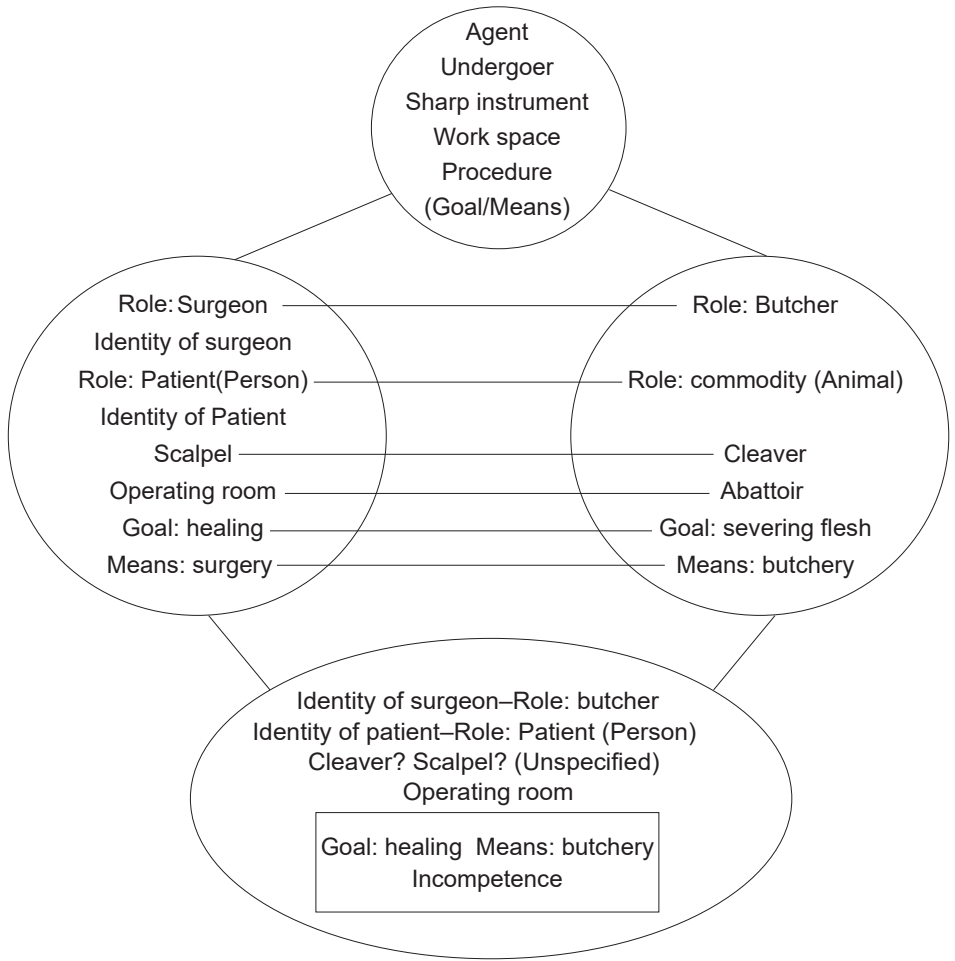 Agent
Undergoer
Sharp instrument
Work space
Procedure
(Goal/Means)
Role: Surgeon
Identity of surgeon
Role: Patient(Person)
Identity of Patient
Scalpel
Operating room
Goal: healing
Means: surgery
Role: Butcher
Role: commodity (Animal)
Cleaver
Abattoir
Goal: severing flesh
Means: butchery
Identity of surgeon–Role: butcher
Identity of patient–Role: Patient (Person)
Cleaver? Scalpel? (Unspecified)
Operating room
Goal: healing Means: butchery
Incompetence